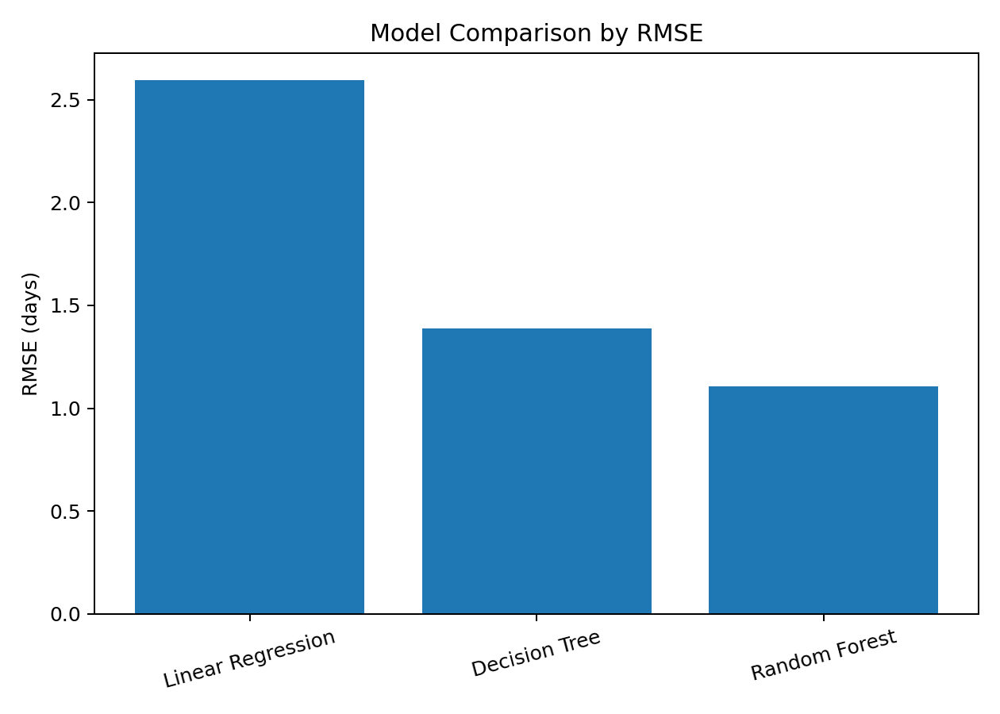 Model Comparison by RMSE
RMSE (days)
2.5
2.0
1.5
1.0
0.5
0.0
Linear Regression
Decision Tree
Random Forest